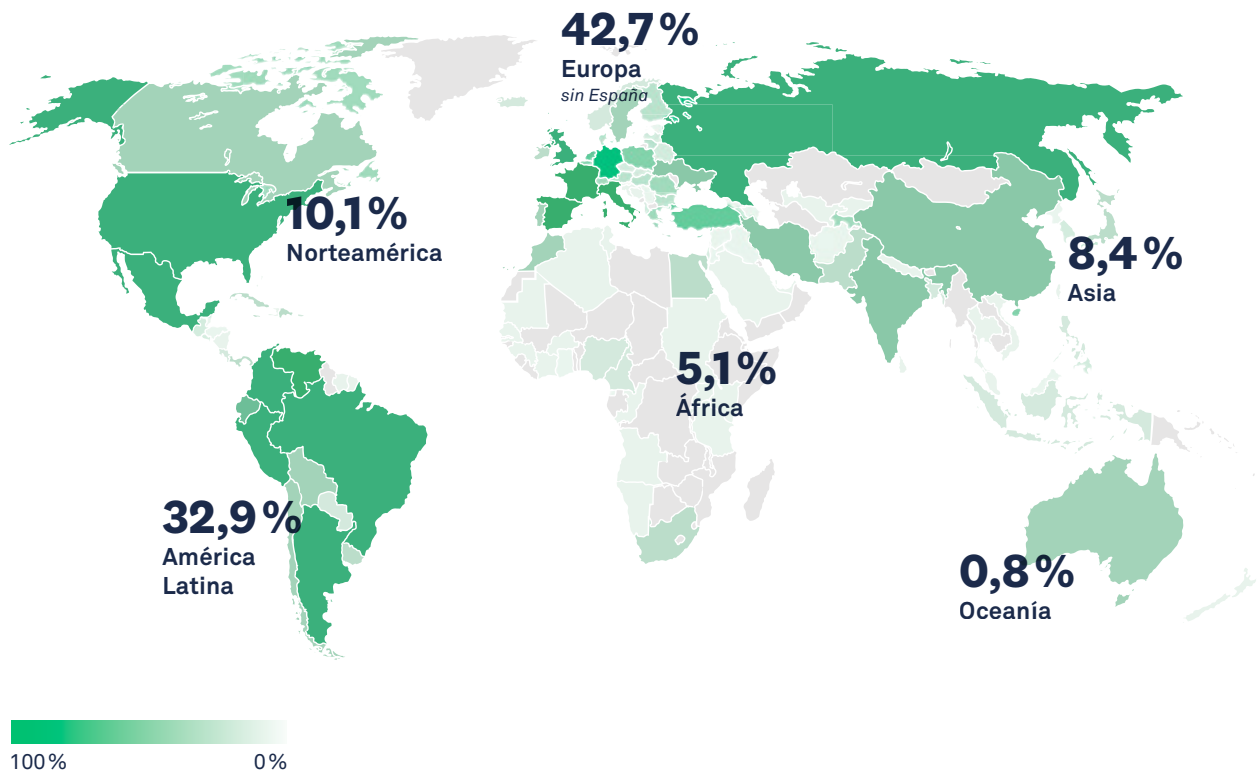 42,7 %
Europa
sin España
10,1 %
Norteamérica
8,4 %
Asia
5,1 %
África
32,9 %
América
Latina
0,8 %
Oceanía
100 %
0 %